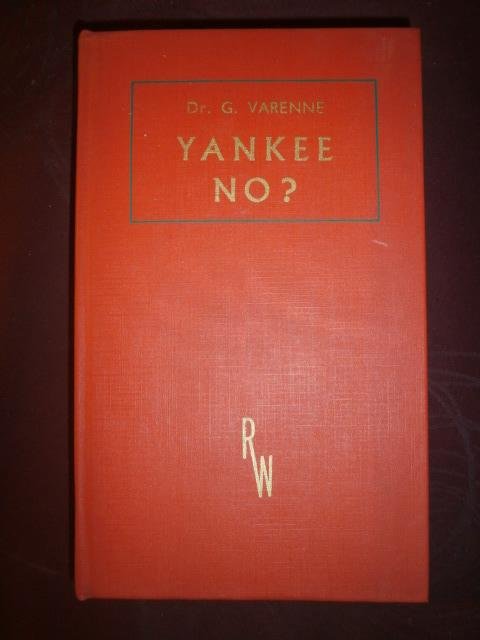 Dr. G. VARENNE
YANKEE
NO?
RW